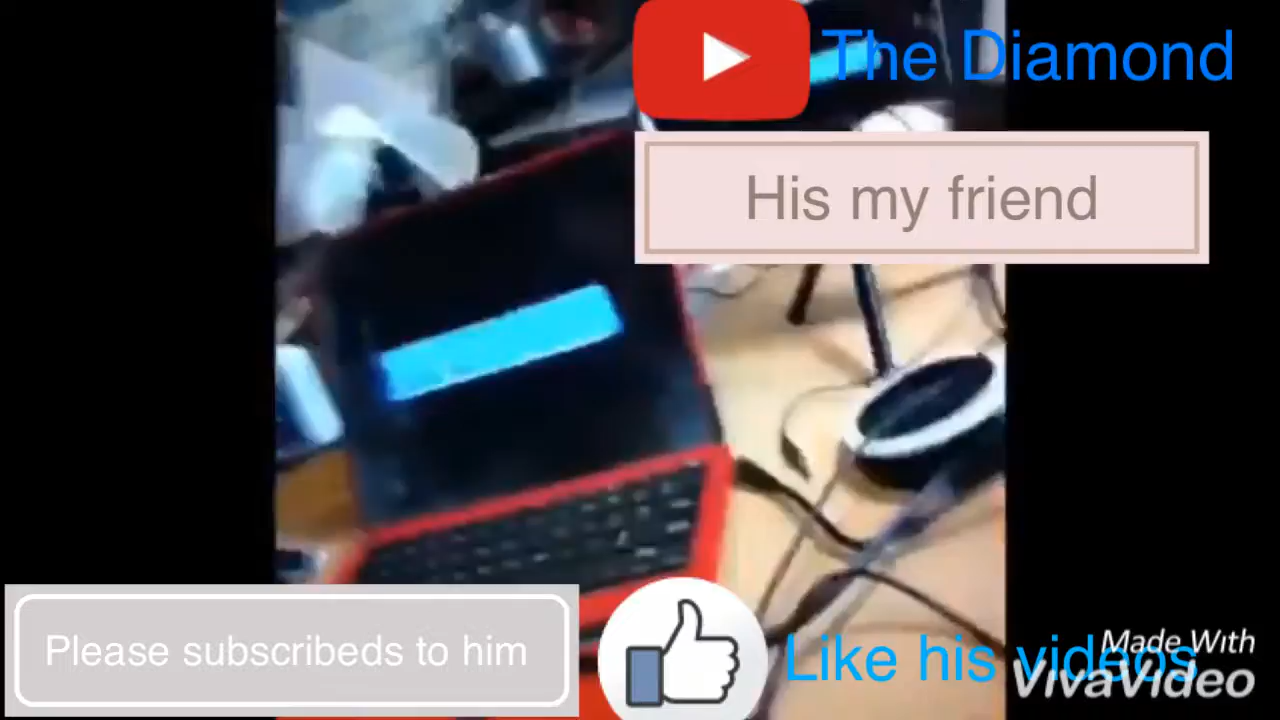 The Diamond
His my friend
Please subscribeds to him
Like his videos
Made With
VivaVideo